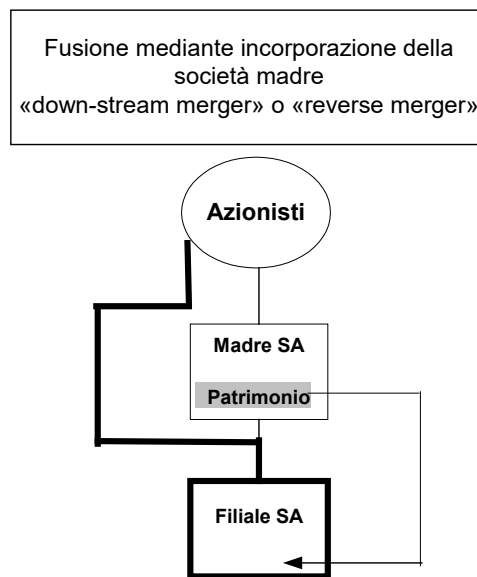 Fusione mediante incorporazione della
società madre
«down-stream merger» o «reverse merger»
Azionisti
Madre SA
Patrimonio
Filiale SA